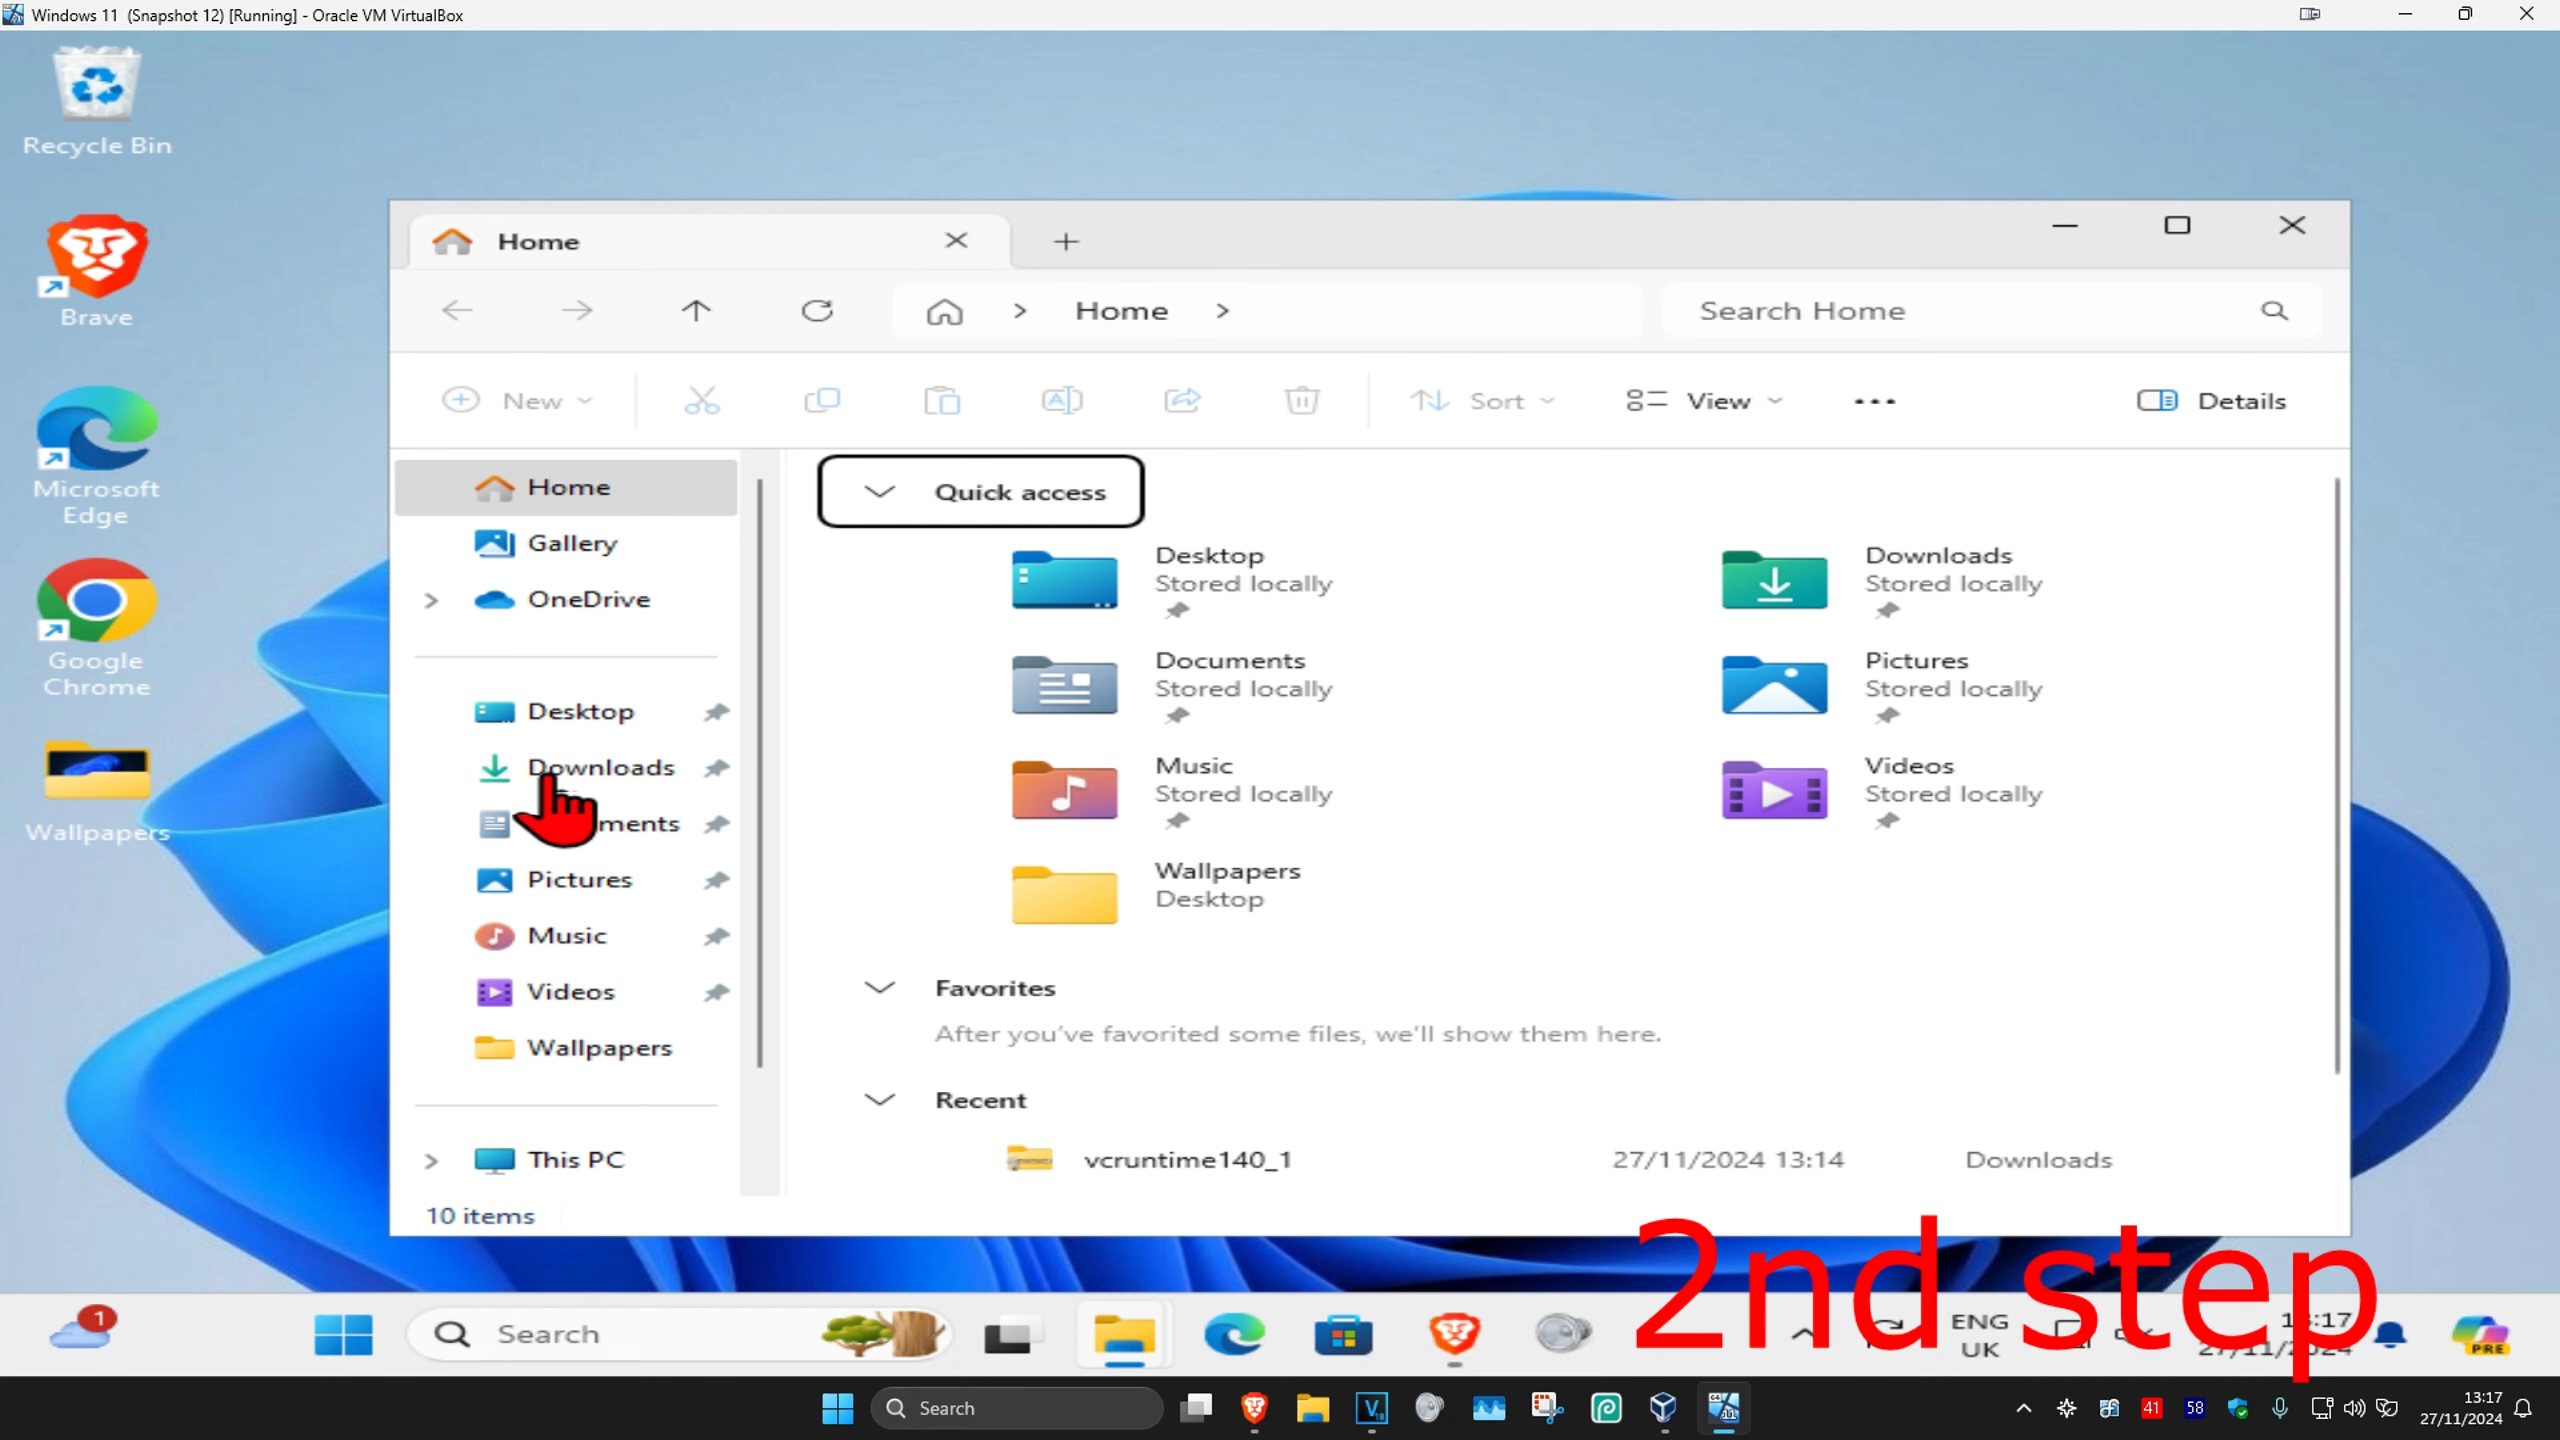 Windows 11 (Snapshot 12) [Running] - Oracle VM VirtualBox
Recycle Bin
Brave
Microsoft
Edge
Google
Chrome
Wallpapers
Home
Home
Search Home
New
Sort
View
Details
Home
Gallery
OneDrive
Desktop
Downloads
ments
Pictures
Music
Videos
Wallpapers
This PC
10 items
Quick access
Desktop
Stored locally
Downloads
Stored locally
Documents
Stored locally
Pictures
Stored locally
Music
Stored locally
Videos
Stored locally
Wallpapers
Desktop
Favorites
After you've favorited some files, we'll show them here.
Recent
vcruntime140_1 27/11/2024 13:14 Downloads
2nd step
1
Search
ENG
UK
13:17
27/11/2024
PRE
Search
41
58
13:17
27/11/2024